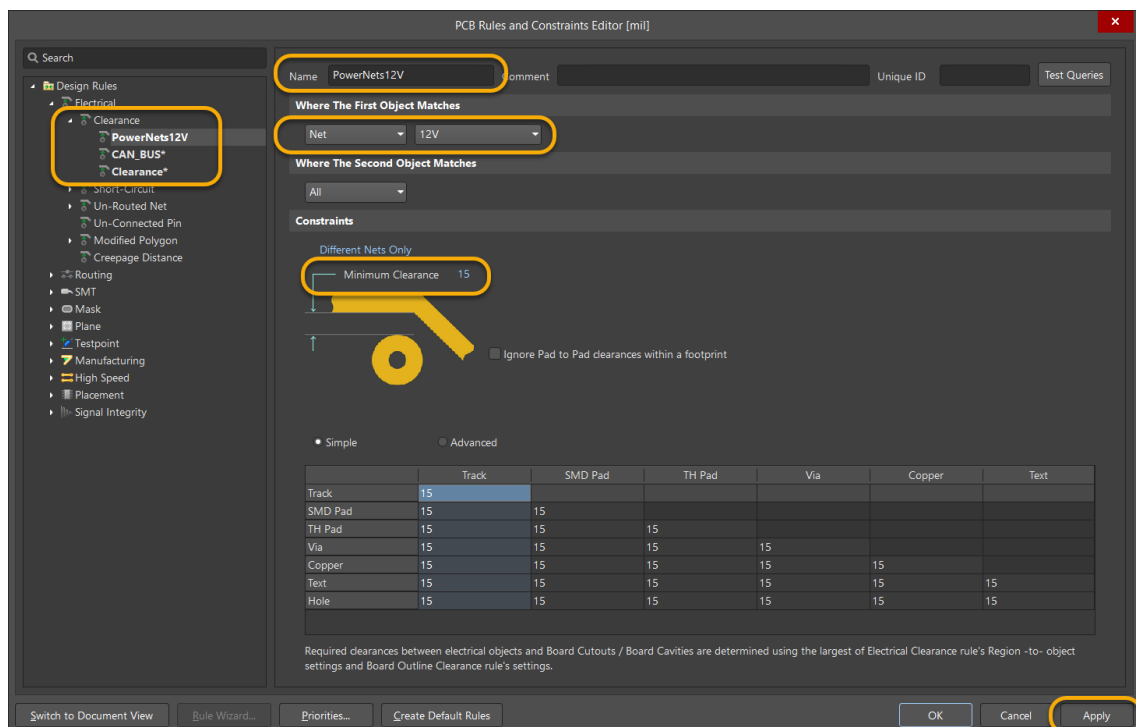 PCB Rules and Constraints Editor [mil]
Search
Design Rules
Electrical
Clearance
PowerNets12V
CAN_BUS*
Clearance*
Short-Circuit
Un-Routed Net
Un-Connected Pin
Modified Polygon
Creepage Distance
Routing
SMT
Mask
Plane
Testpoint
Manufacturing
High Speed
Placement
Signal Integrity
Name PowerNets12V Comment Unique ID Test Queries
Where The First Object Matches
Net 12V
Where The Second Object Matches
All
Constraints
Different Nets Only
Minimum Clearance 15
Ignore Pad to Pad clearances within a footprint
Simple Advanced
Track SMD Pad TH Pad Via Copper Text
Track 15
SMD Pad 15 15
TH Pad 15 15 15
Via 15 15 15 15
Copper 15 15 15 15 15
Text 15 15 15 15 15 15
Hole 15 15 15 15 15 15
Required clearances between electrical objects and Board Cutouts / Board Cavities are determined using the largest of Electrical Clearance rule's Region -to- object
settings and Board Outline Clearance rule's settings.
Switch to Document View Rule Wizard... Priorities... Create Default Rules OK Cancel Apply